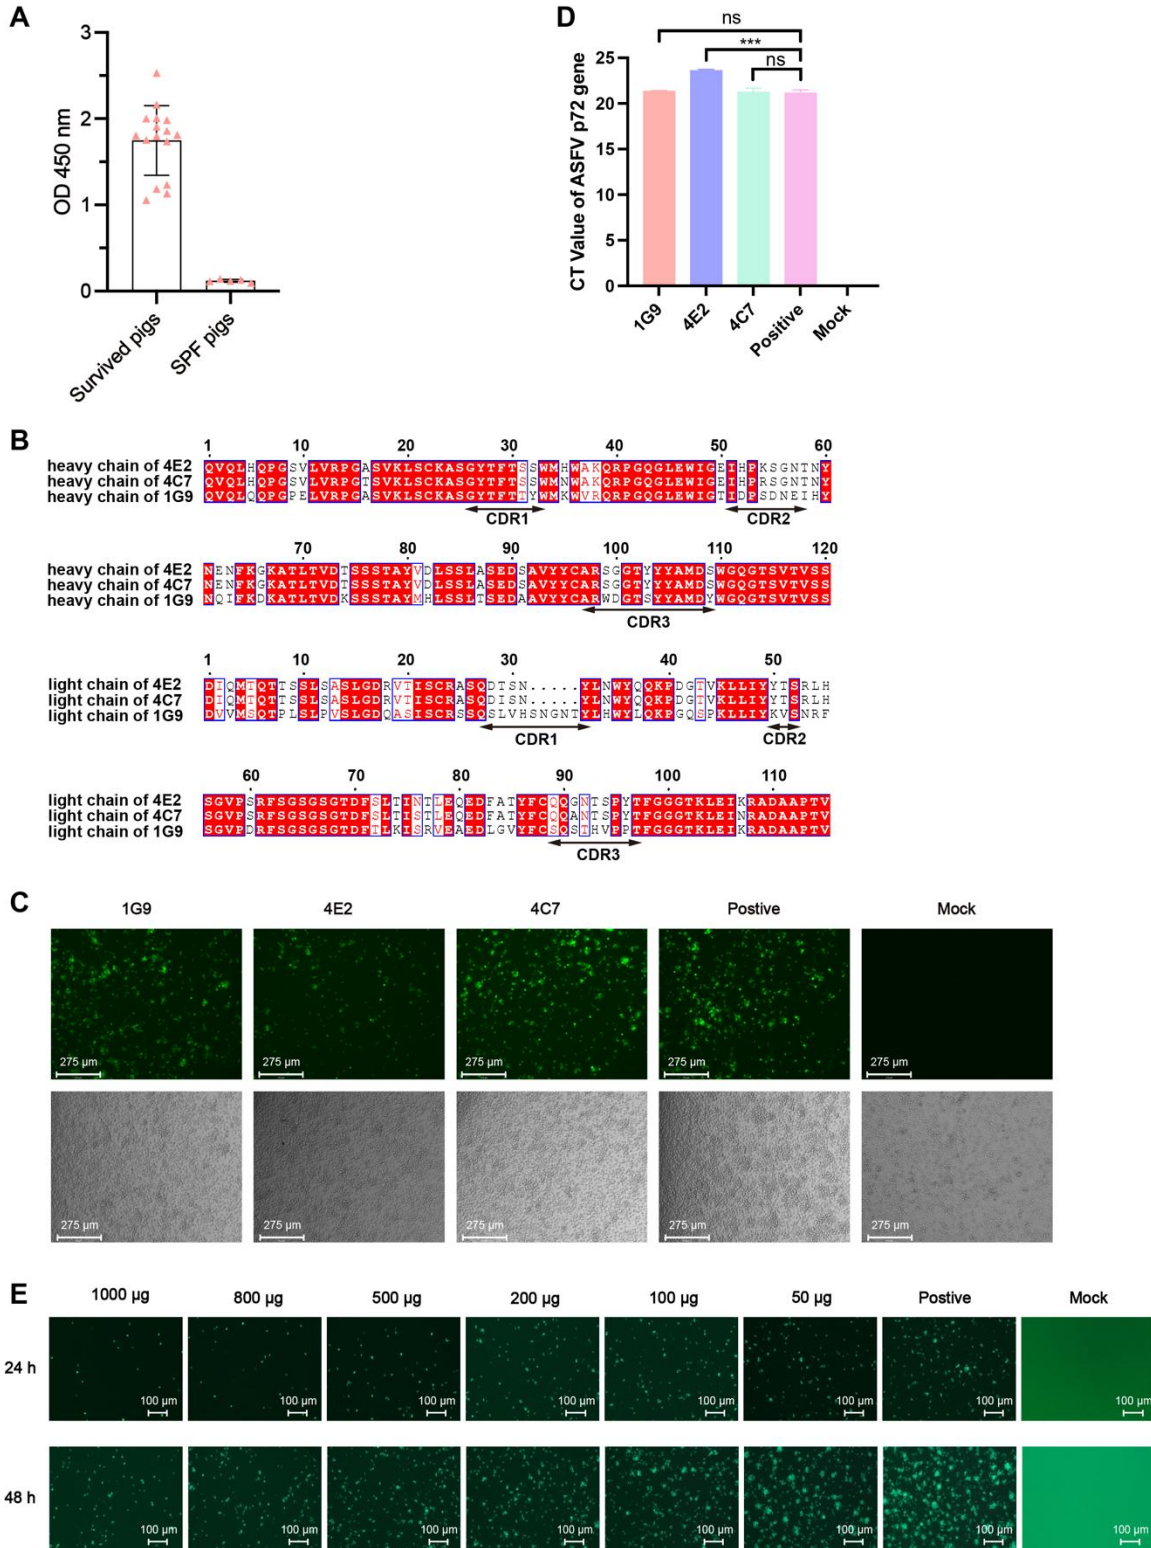 A
OD 450 nm
3
2
1
0
Survived pigs
SPF pigs
D
CT Value of ASFV p72 gene
25
20
15
10
5
0
ns
***
ns
1G9
4E2
4C7
Positive
Mock
B
1 10 20 30 40 50 60
heavy chain of 4E2 QVQLHQPGSVLVRPGASVKLSCKASGYTFTSSWMHWAKQRPGQGLEWIGEIHPKSGNTNY
heavy chain of 4C7 QVQLHQPGSVLVRPGTSVKLSCKASGYTFTSSWMNWAKQRPGQGLEWIGEIHPRSGNTNY
heavy chain of 1G9 QVQLQQPGPELVRPGASVKLSCKASGYTFTTYWMKWVRQRPGQGLEWIGTIDPSDNEIHY
CDR1 CDR2
70 80 90 100 110 120
heavy chain of 4E2 NENFKGKATLTVDTSSSTAYVDLSSLASEDSAVYYCARSGGTYYYAMDSWGQGTSVTVSS
heavy chain of 4C7 NENFKGKATLTVDTSSSTAYVDLSSLASEDSAVYYCARSGGTYYYAMDSWGQGTSVTVSS
heavy chain of 1G9 NQIFKDKATLTVDKSSSTAYMHLSSLTSEDAAVYYCARWDGTSYYAMDYWGQGTSVTVSS
CDR3
1 10 20 30 40 50
light chain of 4E2 DIQMTQTTSSLSASLGDRVTISCRASQDTSN.....YLNWYQQKPDGTVKLLIYYTSRLH
light chain of 4C7 DIQMTQTTSSLSASLGDRVTISCRASQDISN.....YLNWYQQKPDGTVKLLIYYTSRLH
light chain of 1G9 DVVMSQTPLSLPVSLGDQASISCRSSQSLVHSNGNTYLHWYLQKPGQSPKLLIYKVSNRF
CDR1 CDR2
60 70 80 90 100 110
light chain of 4E2 SGVPSRFSGSGSGTDFSLTINTLEQEDFATYFCQQGNTSPYTFGGGTKLEIKRADAAPTV
light chain of 4C7 SGVPSRFSGSGSGTDFSLTISTLEQEDFATYFCQQANTSPYTFGGGTKLEINRADAAPTV
light chain of 1G9 SGVPDRFSGSGSGTDFTLKISRVEAEDLGVYFCSQSTHVPPTFGGGTKLEIKRADAAPTV
CDR3
C
1G9 4E2 4C7 Postive Mock
275 µm 275 µm 275 µm 275 µm 275 µm
275 µm 275 µm 275 µm 275 µm 275 µm
E
1000 µg 800 µg 500 µg 200 µg 100 µg 50 µg Postive Mock
24 h
100 µm 100 µm 100 µm 100 µm 100 µm 100 µm 100 µm 100 µm
48 h
100 µm 100 µm 100 µm 100 µm 100 µm 100 µm 100 µm 100 µm